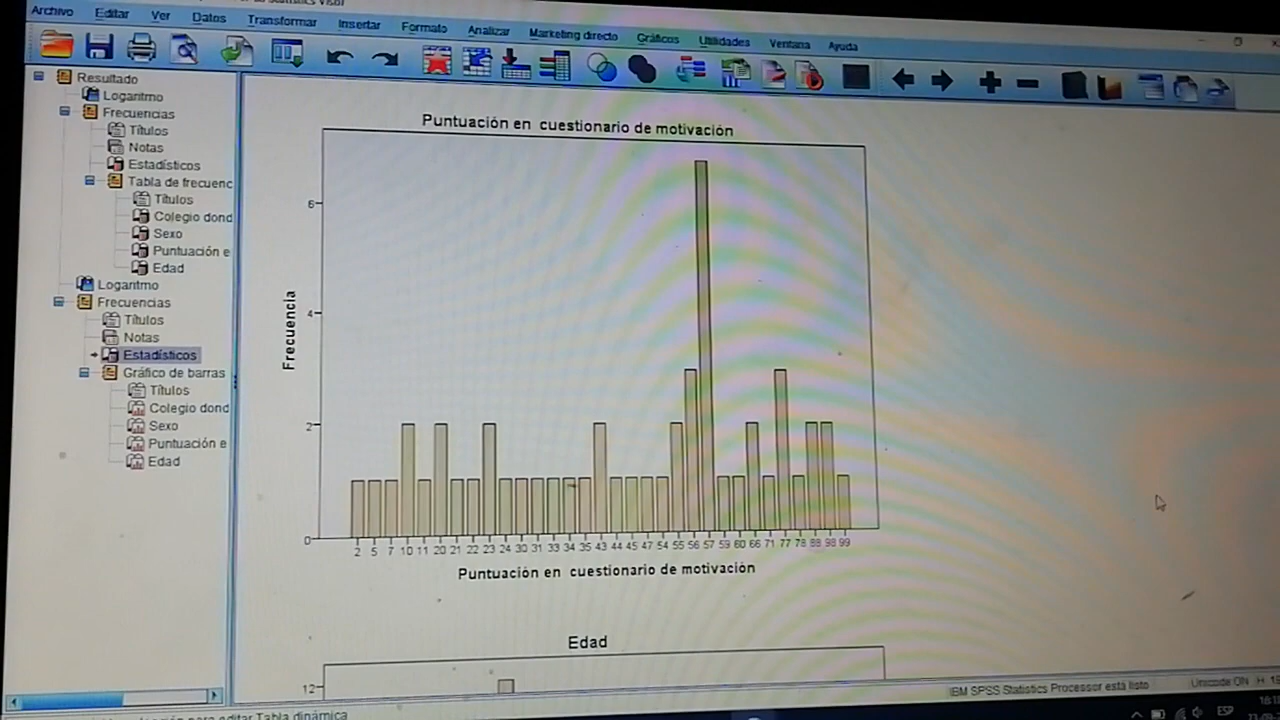 Archivo Editar Ver Datos Transformar Insertar Formato Analizar Marketing directo Gráficos Utilidades Ventana Ayuda
Resultado
Logaritmo
Frecuencias
Títulos
Notas
Estadísticos
Tabla de frecuenc
Títulos
Colegio dond
Sexo
Puntuación e
Edad
Logaritmo
Frecuencias
Títulos
Notas
Estadísticos
Gráfico de barras
Títulos
Colegio dond
Sexo
Puntuación e
Edad
Puntuación en cuestionario de motivación
Frecuencia
6
4
2
0
2 5 7 10 11 20 21 22 23 24 30 31 33 34 35 43 44 45 47 54 55 56 57 59 60 66 71 77 78 88 98 99
Puntuación en cuestionario de motivación
Edad
12
IBM SPSS Statistics Processor está listo
Unicode ON
para editar Tabla dinámica
ESP